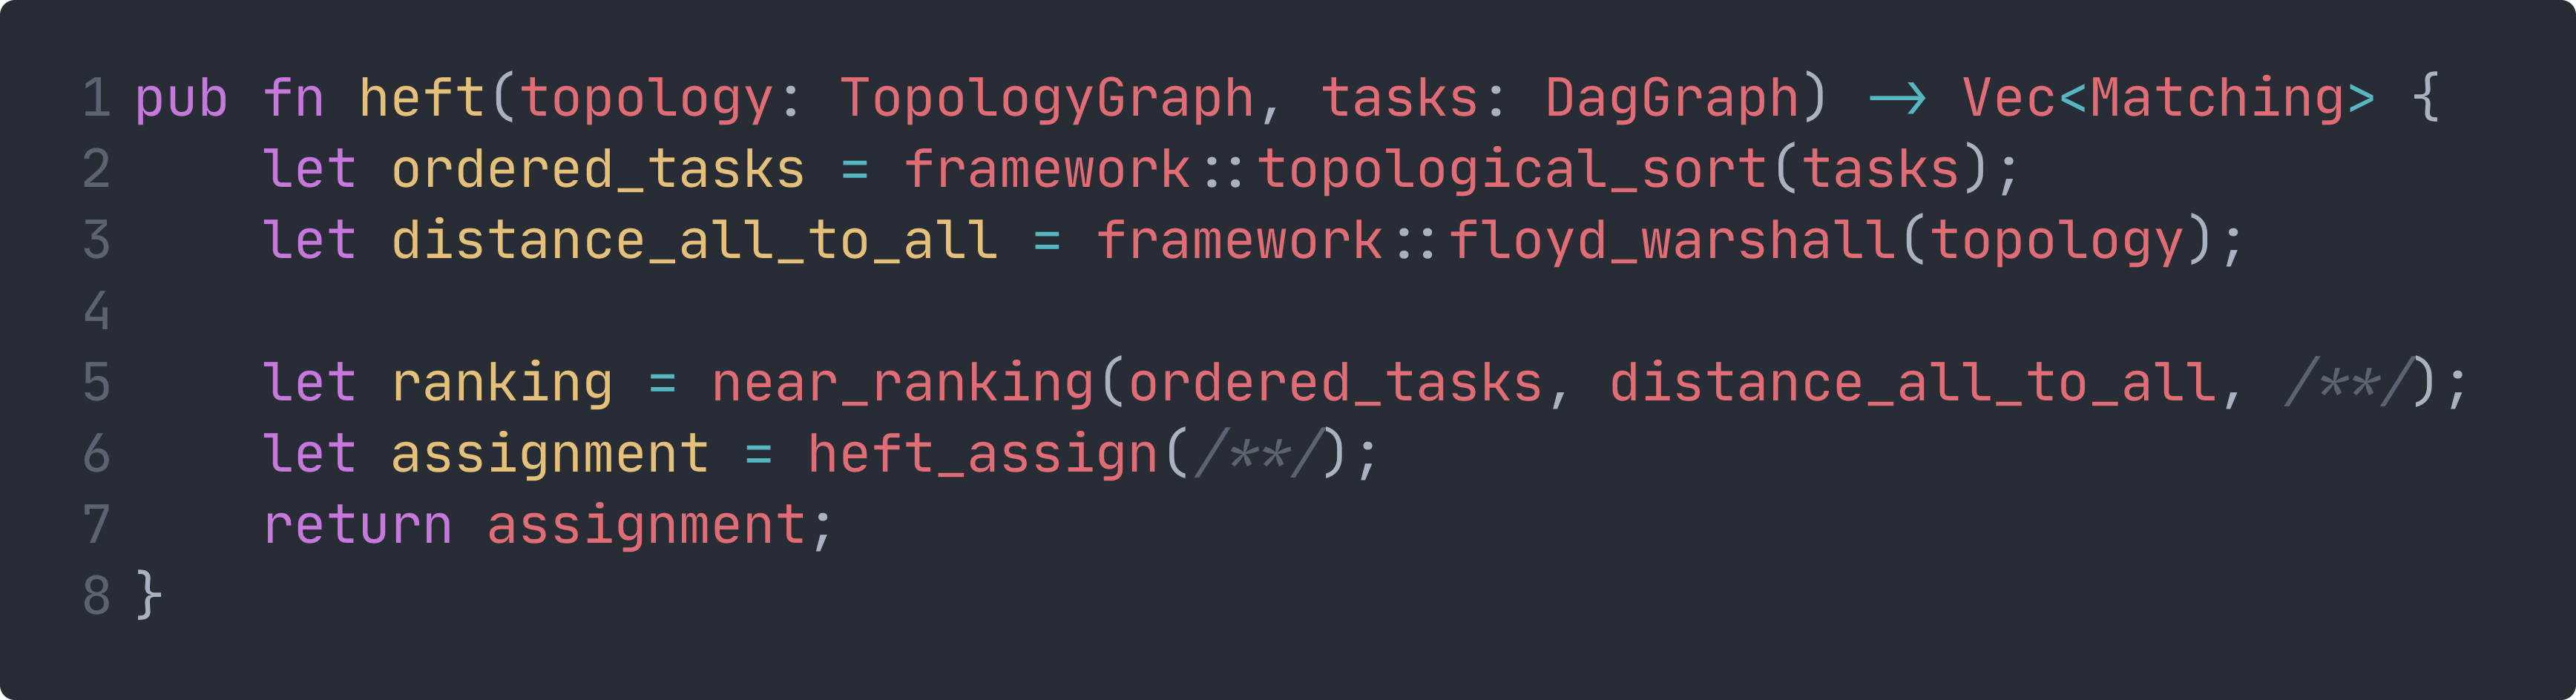 1 pub fn heft(topology: TopologyGraph, tasks: DagGraph) -> Vec<Matching> {
2     let ordered_tasks = framework::topological_sort(tasks);
3     let distance_all_to_all = framework::floyd_warshall(topology);
4
5     let ranking = near_ranking(ordered_tasks, distance_all_to_all, /**/);
6     let assignment = heft_assign(/**/);
7     return assignment;
8 }